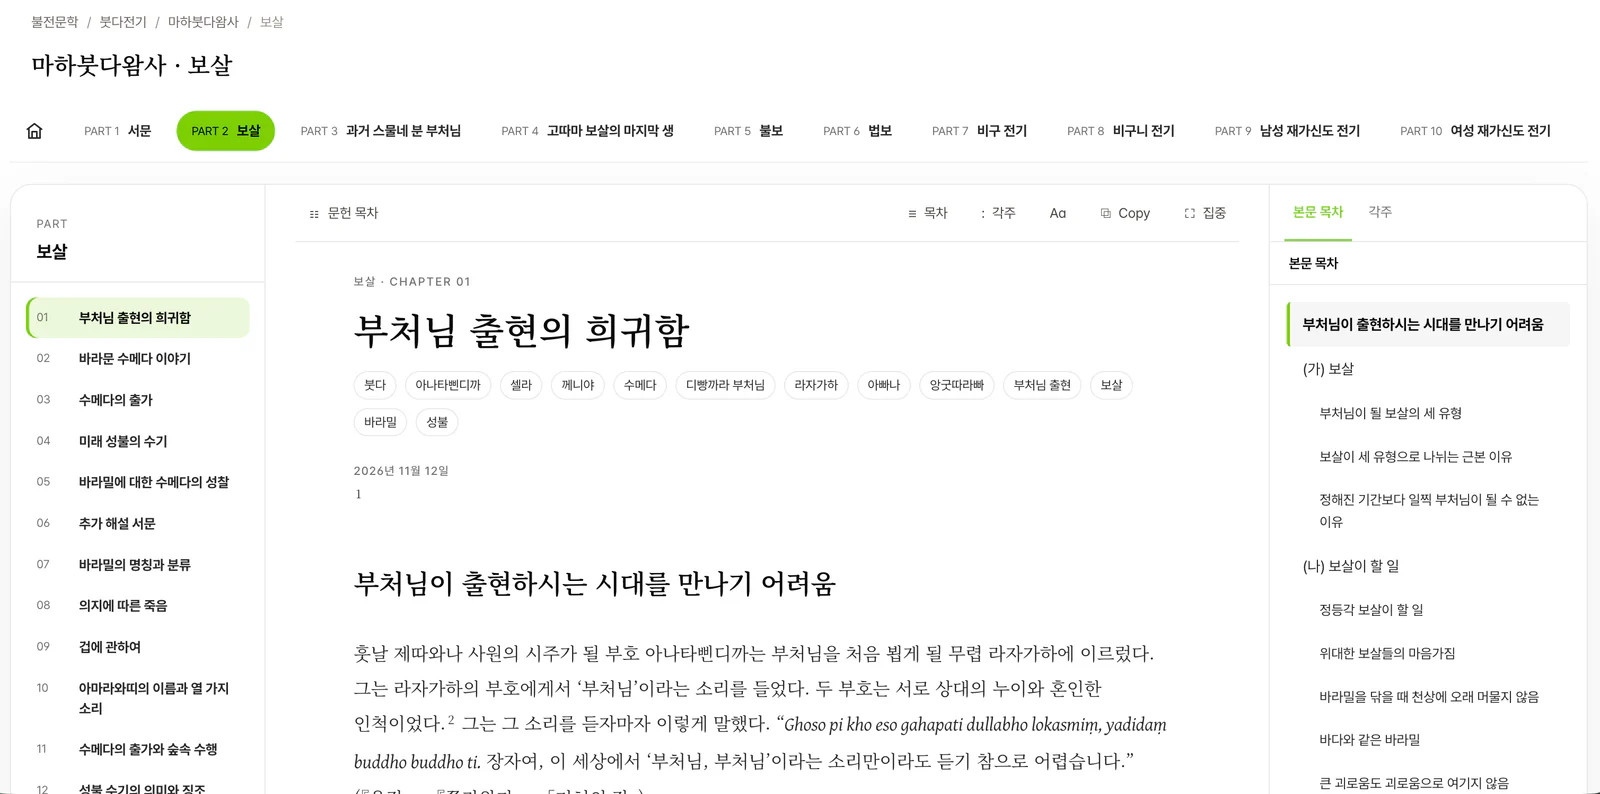 불전문학 / 붓다전기 / 마하붓다왐사 / 보살
마하붓다왐사 · 보살
PART 1 서문
PART 2 보살
PART 3 과거 스물네 분 부처님
PART 4 고따마 보살의 마지막 생
PART 5 불보
PART 6 법보
PART 7 비구 전기
PART 8 비구니 전기
PART 9 남성 재가신도 전기
PART 10 여성 재가신도 전기
PART
보살
01 부처님 출현의 희귀함
02 바라문 수메다 이야기
03 수메다의 출가
04 미래 성불의 수기
05 바라밀에 대한 수메다의 성찰
06 추가 해설 서문
07 바라밀의 명칭과 분류
08 의지에 따른 죽음
09 겁에 관하여
10 아마라와띠의 이름과 열 가지
소리
11 수메다의 출가와 숲속 수행
12 성불 수기의 의미와 징조
문헌 목차
목차
: 각주
Aa
Copy
집중
보살 · CHAPTER 01
부처님 출현의 희귀함
붓다
아나타삔디까
셀라
께니야
수메다
디빵까라 부처님
라자가하
아빠나
앙굿따라빠
부처님 출현
보살
바라밀
성불
2026년 11월 12일
1
부처님이 출현하시는 시대를 만나기 어려움
훗날 제따와나 사원의 시주가 될 부호 아나타삔디까는 부처님을 처음 뵙게 될 무렵 라자가하에 이르렀다.
그는 라자가하의 부호에게서 ‘부처님’이라는 소리를 들었다. 두 부호는 서로 상대의 누이와 혼인한
인척이었다.2 그는 그 소리를 듣자마자 이렇게 말했다. “Ghoso pi kho eso gahapati dullabho lokasmiṃ, yadidaṃ
buddho buddho ti. 장자여, 이 세상에서 ‘부처님, 부처님’이라는 소리만이라도 듣기 참으로 어렵습니다.”
본문 목차
각주
본문 목차
부처님이 출현하시는 시대를 만나기 어려움
(가) 보살
부처님이 될 보살의 세 유형
보살이 세 유형으로 나뉘는 근본 이유
정해진 기간보다 일찍 부처님이 될 수 없는
이유
(나) 보살이 할 일
정등각 보살이 할 일
위대한 보살들의 마음가짐
바라밀을 닦을 때 천상에 오래 머물지 않음
바다와 같은 바라밀
큰 괴로움도 괴로움으로 여기지 않음